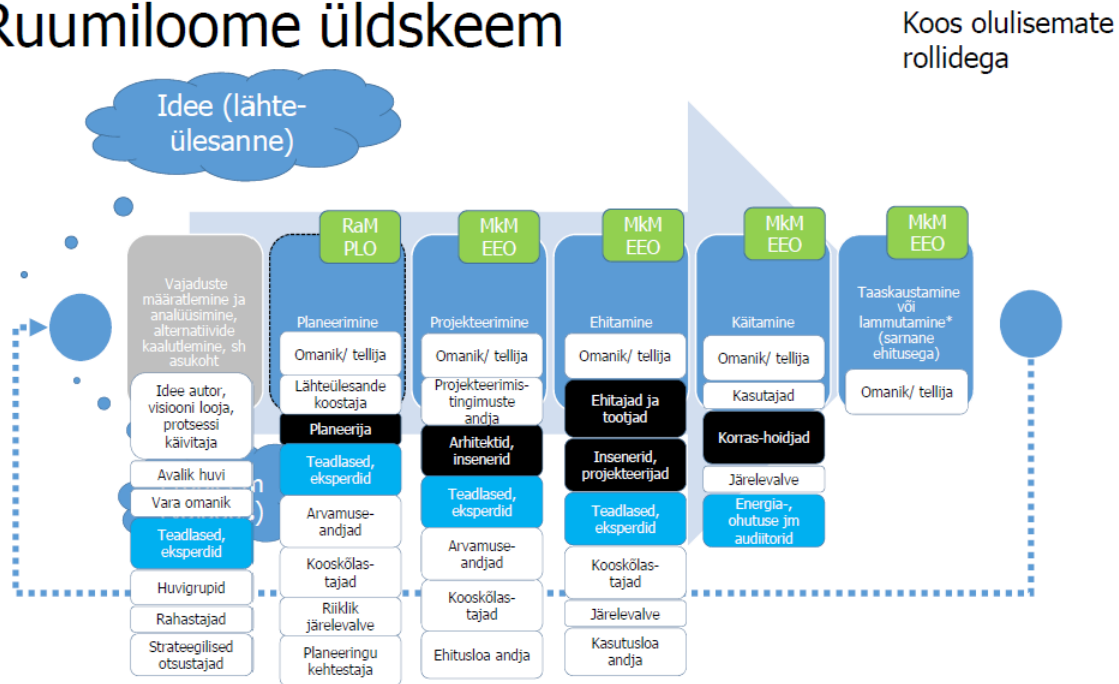 Ruumiloome üldskeem
Koos olulisemate
rollidega
Idee (lähte-
ülesanne)
Vajaduste
määratlemine ja
analüüsimine,
alternatiivide
kaalutlemine, sh
asukoht
Idee autor,
visiooni looja,
protsessi
käivitaja
Avalik huvi
Vara omanik
Teadlased,
eksperdid
Huvigrupid
Rahastajad
Strateegilised
otsustajad
RaM
PLO
Planeerimine
Omanik/ tellija
Lähteülesande
koostaja
Planeerija
Teadlased,
eksperdid
Arvamuse-
andjad
Kooskõlas-
tajad
Riiklik
järelevalve
Planeeringu
kehtestaja
MkM
EEO
Projekteerimine
Omanik/ tellija
Projekteerimis-
tingimuste
andja
Arhitektid,
insenerid
Teadlased,
eksperdid
Arvamuse-
andjad
Kooskõlas-
tajad
Ehitusloa andja
MkM
EEO
Ehitamine
Omanik/ tellija
Ehitajad ja
tootjad
Insenerid,
projekteerijad
Teadlased,
eksperdid
Kooskõlas-
tajad
Järelevalve
Kasutusloa
andja
MkM
EEO
Käitamine
Omanik/ tellija
Kasutajad
Korras-hoidjad
Järelevalve
Energia-,
ohutuse jm
audiitorid
MkM
EEO
Taaskaustamine
või
lammutamine*
(sarnane
ehitusega)
Omanik/ tellija